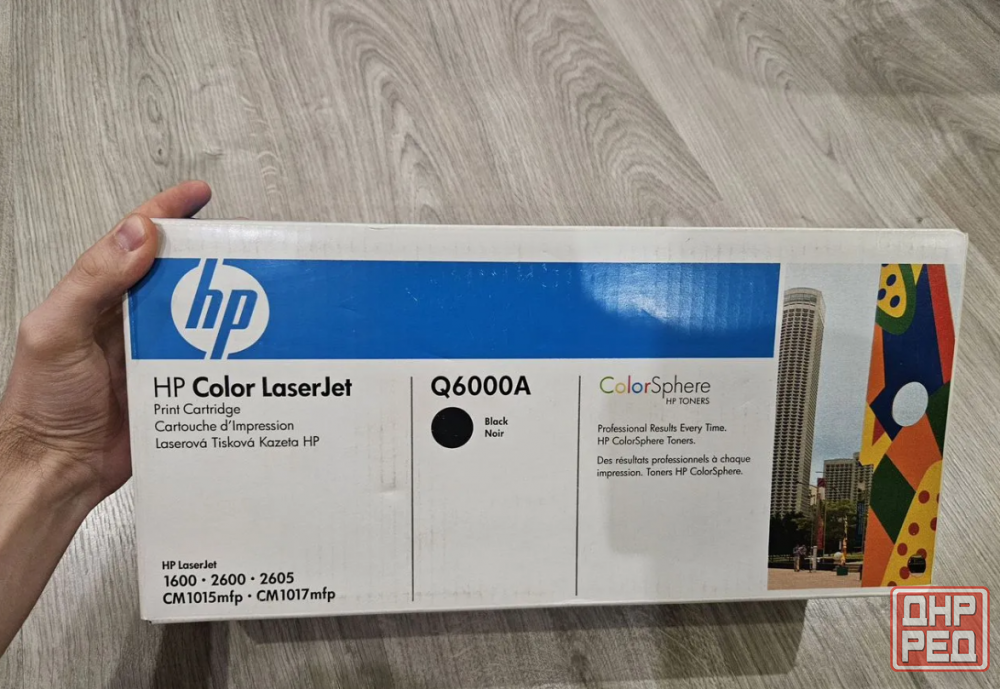 hp
HP Color LaserJet
Print Cartridge
Cartouche d'Impression
Laserová Tisková Kazeta HP
HP LaserJet
1600 · 2600 · 2605
CM1015mfp · CM1017mfp
Q6000A
Black
Noir
ColorSphere
HP TONERS
Professional Results Every Time.
HP ColorSphere Toners.
Des résultats professionnels à chaque
impression. Toners HP ColorSphere.
ДНР
РЕД